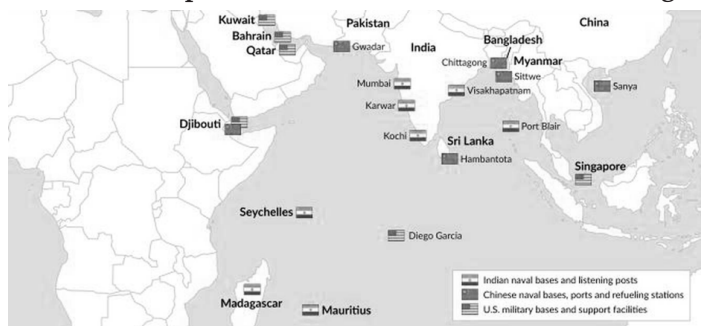 Kuwait
Bahrain
Qatar
Pakistan
Gwadar
India
China
Bangladesh
Chittagong
Myanmar
Sittwe
Mumbai
Visakhapatnam
Sanya
Karwar
Djibouti
Kochi
Port Blair
Sri Lanka
Hambantota
Singapore
Seychelles
Diego Garcia
Madagascar
Mauritius
Indian naval bases and listening posts
Chinese naval bases, ports and refueling stations
U.S. military bases and support facilities